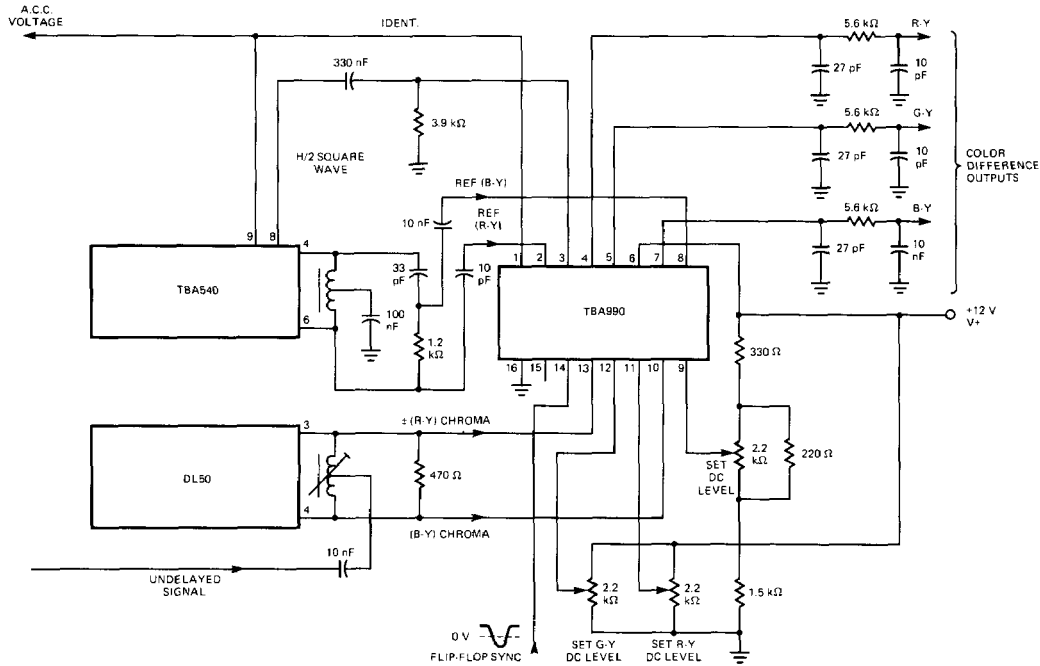 A.C.C.
VOLTAGE
IDENT.
5.6 kΩ
R-Y
330 nF
27 pF
10
pF
3.9 kΩ
5.6 kΩ
G-Y
H/2 SQUARE
WAVE
27 pF
10
pF
COLOR
DIFFERENCE
OUTPUTS
REF (B-Y)
REF
(R-Y)
5.6 kΩ
B-Y
10 nF
27 pF
10
nF
9 8
4
33
pF
10
pF
1 2 3 4 5 6 7 8
TBA540
TBA990
+12 V
V+
6
100
nF
1.2
kΩ
330 Ω
16 15 14 13 12 11 10 9
± (R-Y) CHROMA
3
DL50
470 Ω
2.2
kΩ
220 Ω
SET
DC
LEVEL
4
(B-Y) CHROMA
10 nF
UNDELAYED
SIGNAL
2.2
kΩ
2.2
kΩ
1.5 kΩ
0 V
FLIP-FLOP SYNC
SET G-Y
DC LEVEL
SET R-Y
DC LEVEL